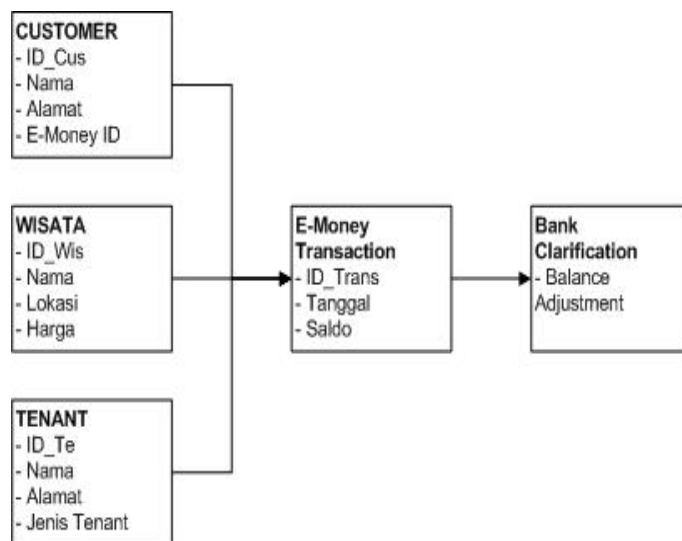 CUSTOMER
- ID_Cus
- Nama
- Alamat
- E-Money ID
WISATA
- ID_Wis
- Nama
- Lokasi
- Harga
TENANT
- ID_Te
- Nama
- Alamat
- Jenis Tenant
E-Money
Transaction
- ID_Trans
- Tanggal
- Saldo
Bank
Clarification
- Balance
Adjustment